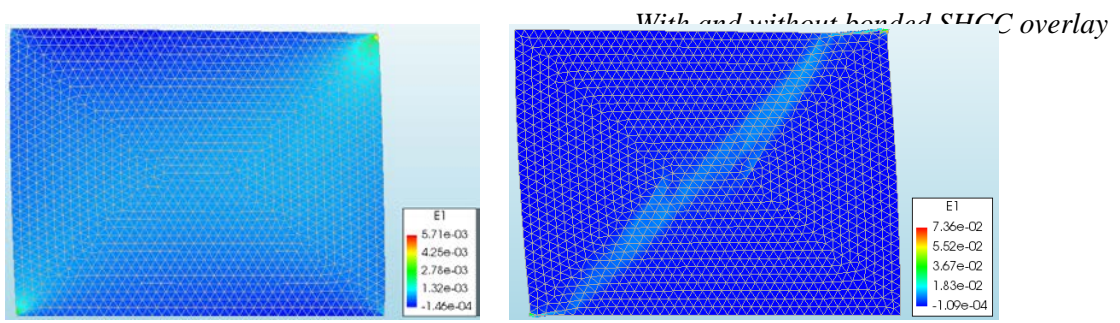 With and without bonded SHCC overlay
E1
5.71e-03
4.25e-03
2.78e-03
1.32e-03
-1.46e-04
E1
7.36e-02
5.52e-02
3.67e-02
1.83e-02
-1.09e-04